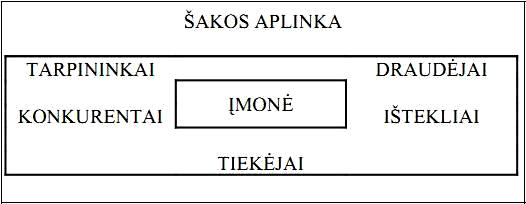 ŠAKOS APLINKA
TARPININKAI
DRAUDĖJAI
ĮMONĖ
KONKURENTAI
IŠTEKLIAI
TIEKĖJAI